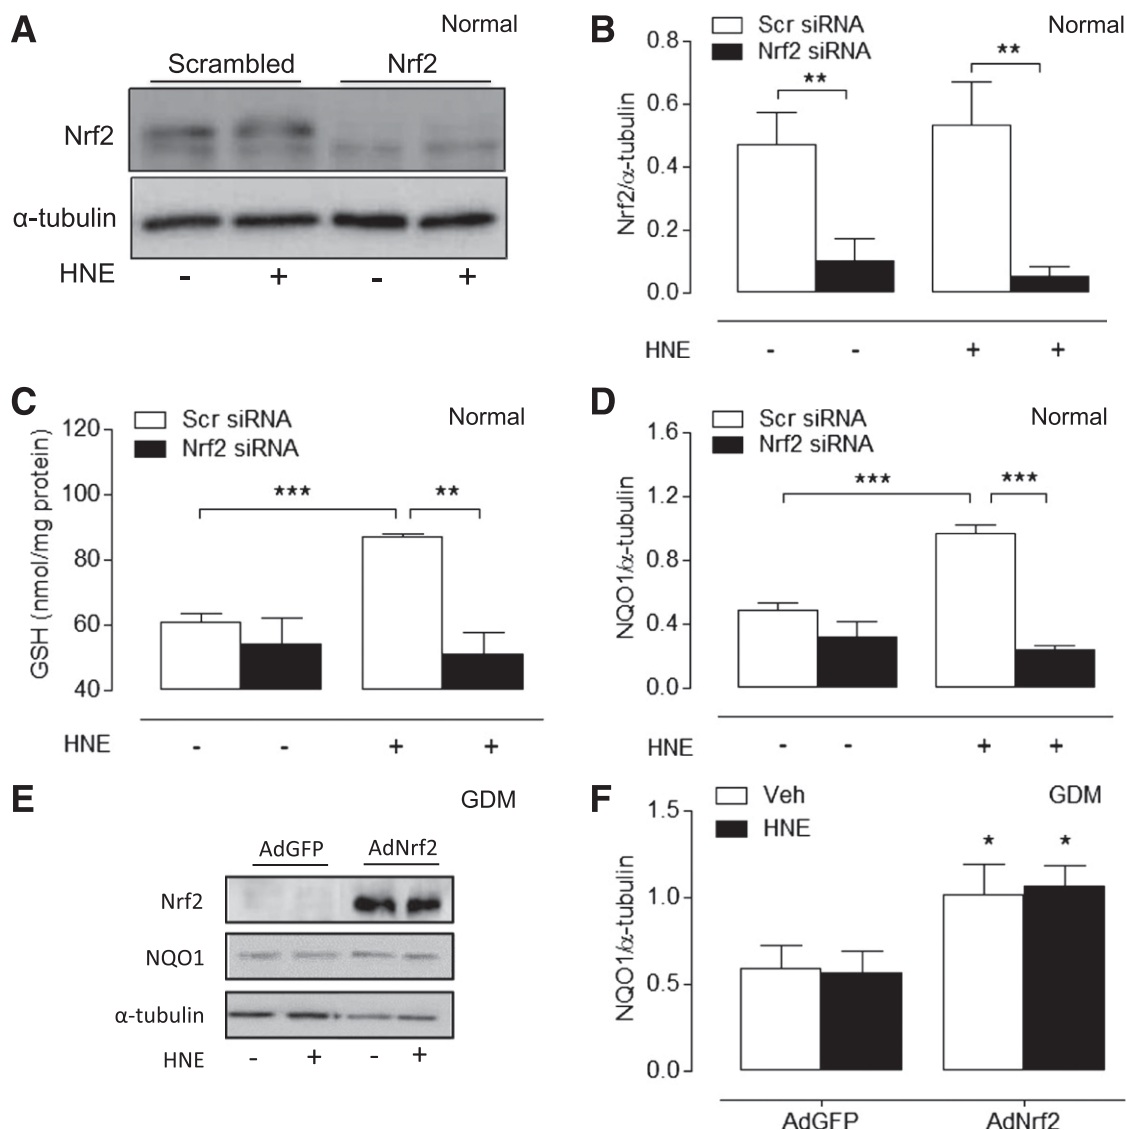 A
Normal
Scrambled Nrf2
Nrf2
α-tubulin
HNE - + - +
B
Scr siRNA
Nrf2 siRNA
Normal
** **
0.8
0.6
0.4
0.2
0.0
Nrf2/α-tubulin
HNE - - + +
C
Scr siRNA
Nrf2 siRNA
Normal
*** **
120
100
80
60
40
GSH (nmol/mg protein)
HNE - - + +
D
Scr siRNA
Nrf2 siRNA
Normal
*** ***
1.6
1.2
0.8
0.4
0.0
NQO1/α-tubulin
HNE - - + +
E
GDM
AdGFP AdNrf2
Nrf2
NQO1
α-tubulin
HNE - + - +
F
Veh
HNE
GDM
* *
1.5
1.0
0.5
0.0
NQO1/α-tubulin
AdGFP AdNrf2